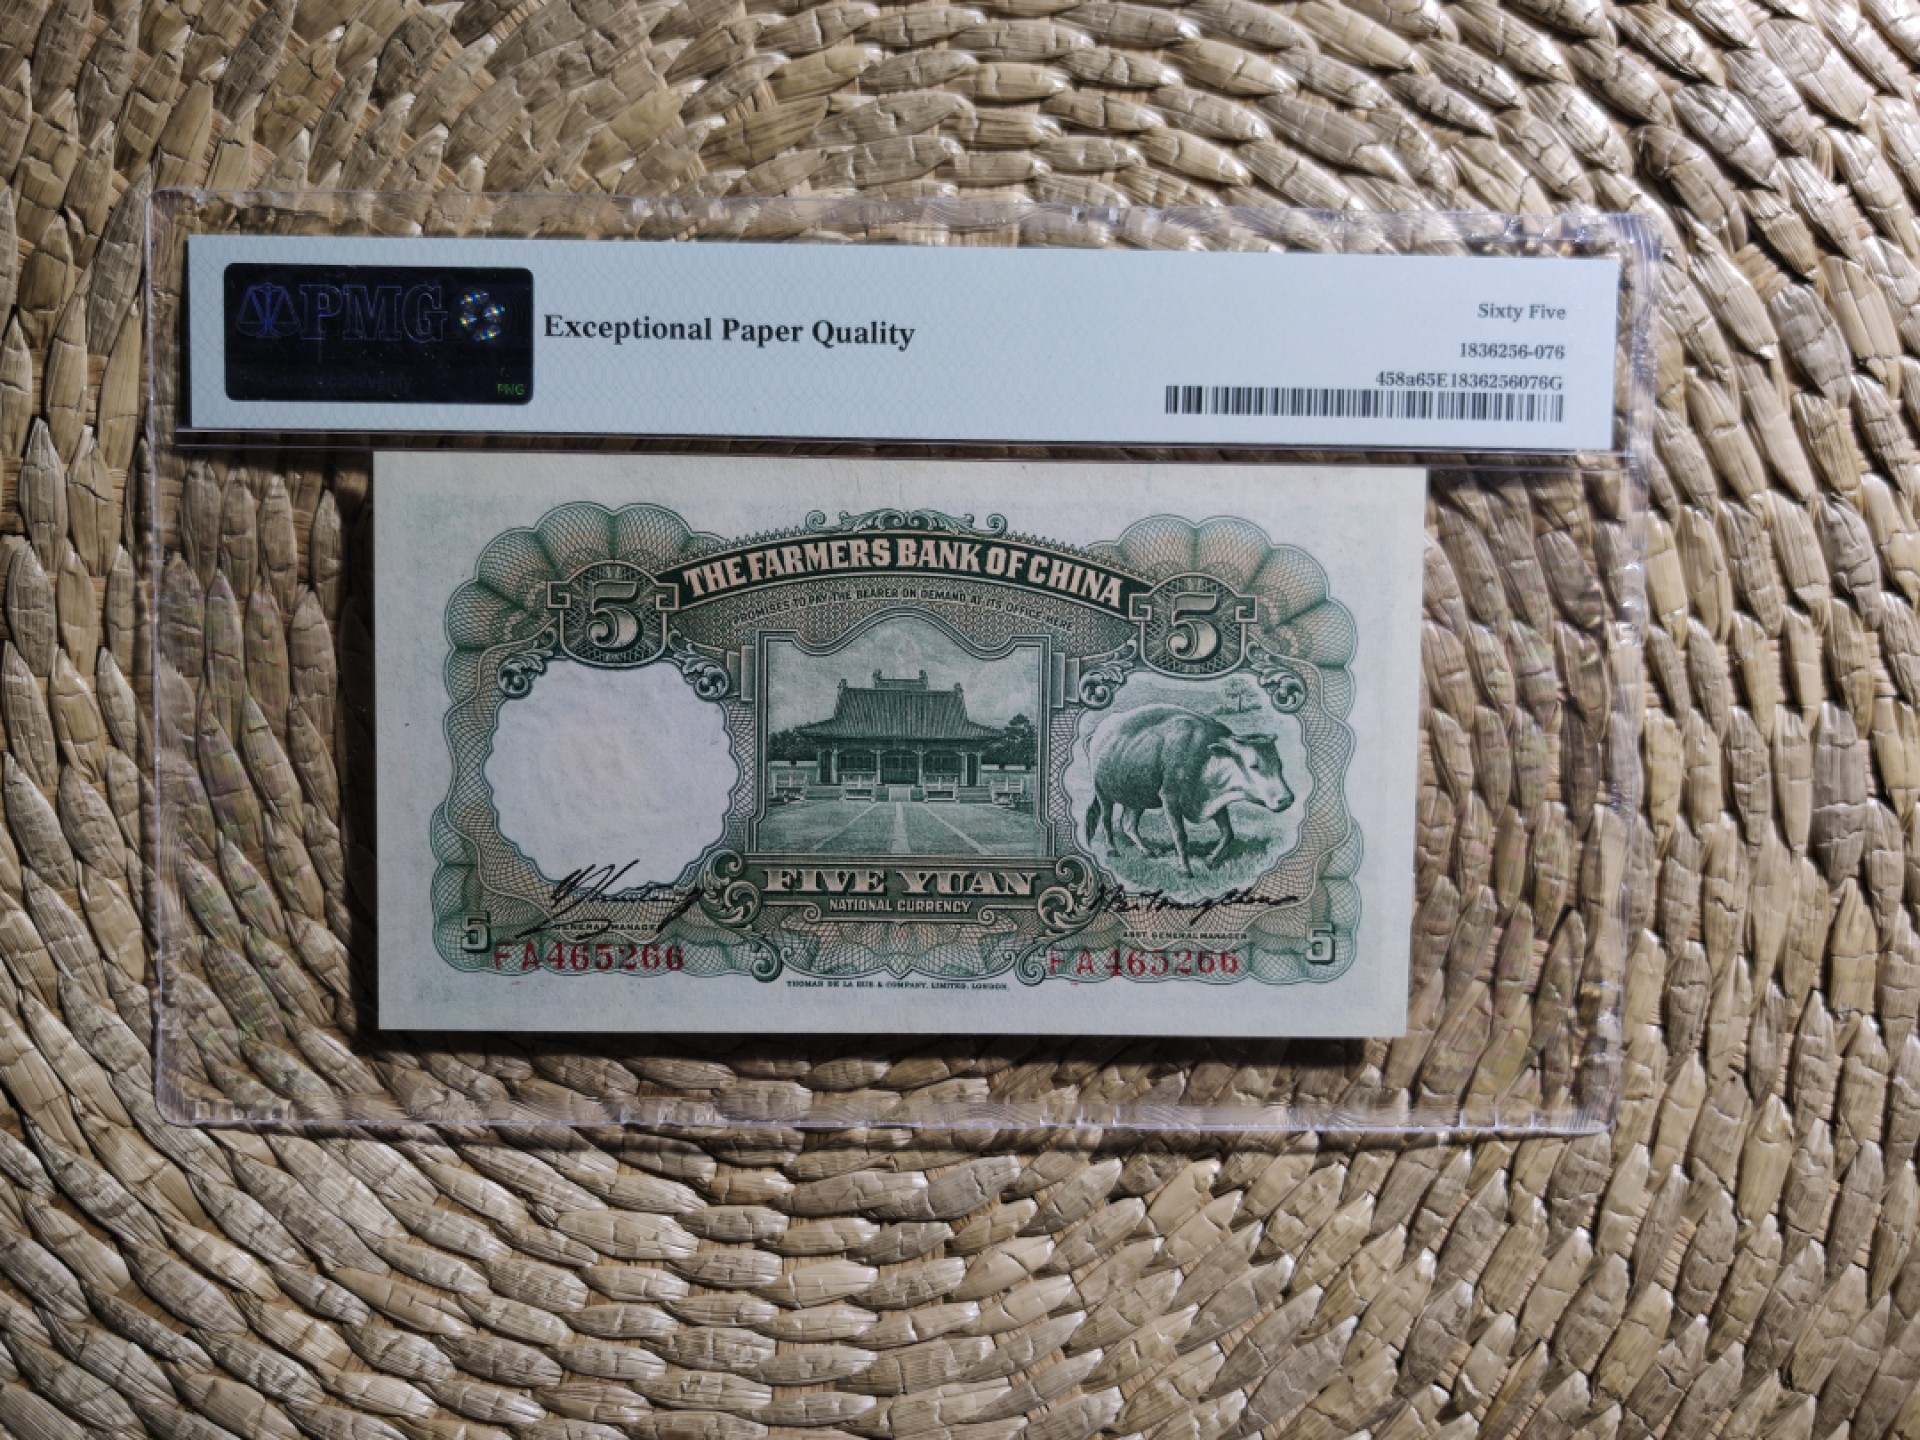 PMG
PNG
Exceptional Paper Quality
Sixty Five
1836256-076
458a65E1836256076G
THE FARMERS BANK OF CHINA
PROMISES TO PAY THE BEARER ON DEMAND AT ITS OFFICE HERE
5
5
FIVE YUAN
NATIONAL CURRENCY
GENERAL MANAGER
ASST GENERAL MANAGER
5
5
FA465266
FA465266
THOMAS DE LA RUE & COMPANY, LIMITED, LONDON.